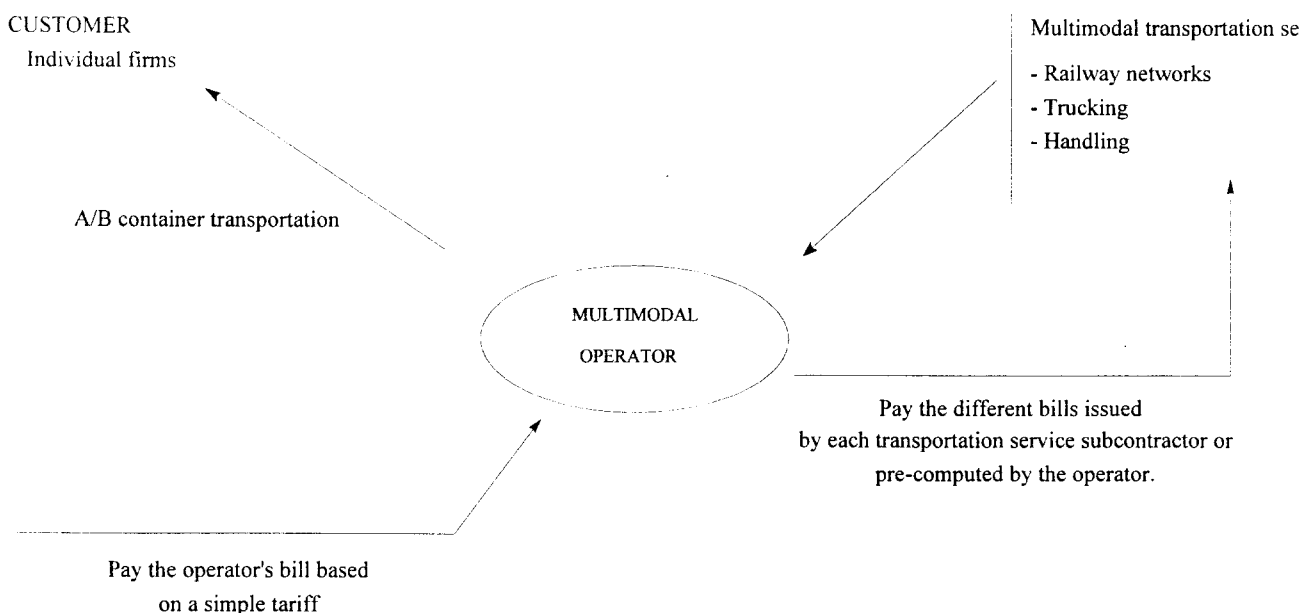 CUSTOMER
Individual firms
Multimodal transportation se
- Railway networks
- Trucking
- Handling
A/B container transportation
MULTIMODAL
OPERATOR
Pay the different bills issued
by each transportation service subcontractor or
pre-computed by the operator.
Pay the operator's bill based
on a simple tariff